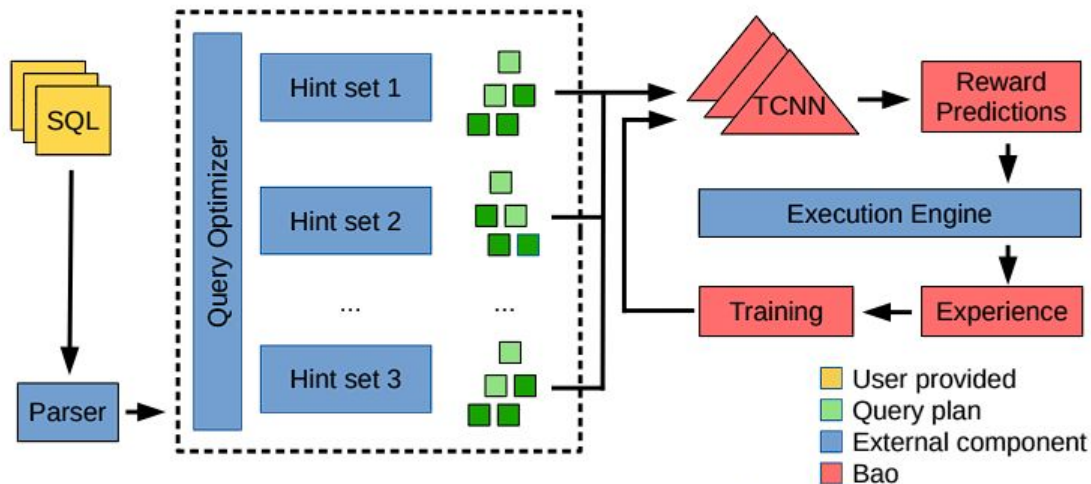 SQL
Parser
Query Optimizer
Hint set 1
Hint set 2
...
...
Hint set 3
TCNN
Reward
Predictions
Execution Engine
Training
Experience
User provided
Query plan
External component
Bao